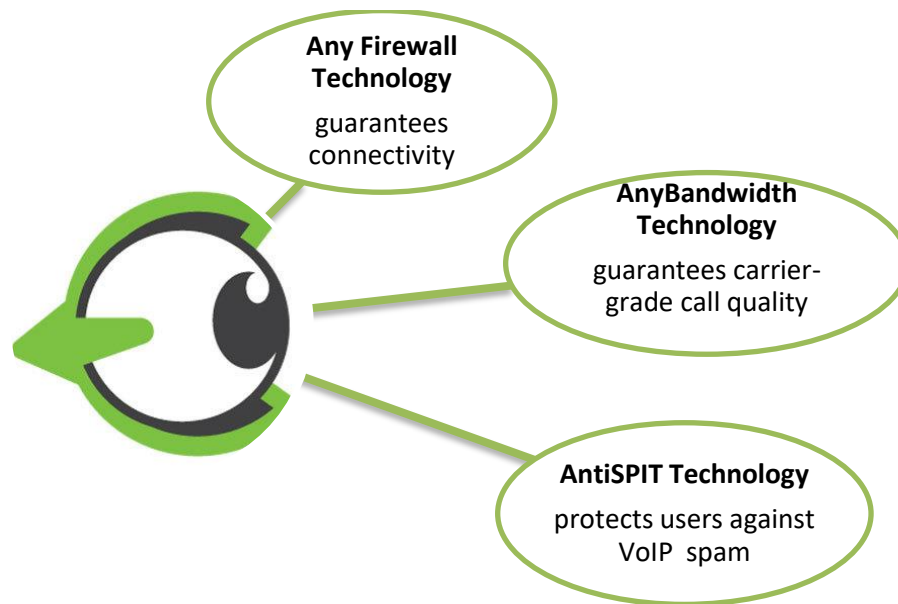 Any Firewall
Technology
guarantees
connectivity
AnyBandwidth
Technology
guarantees carrier-
grade call quality
AntiSPIT Technology
protects users against
VoIP spam